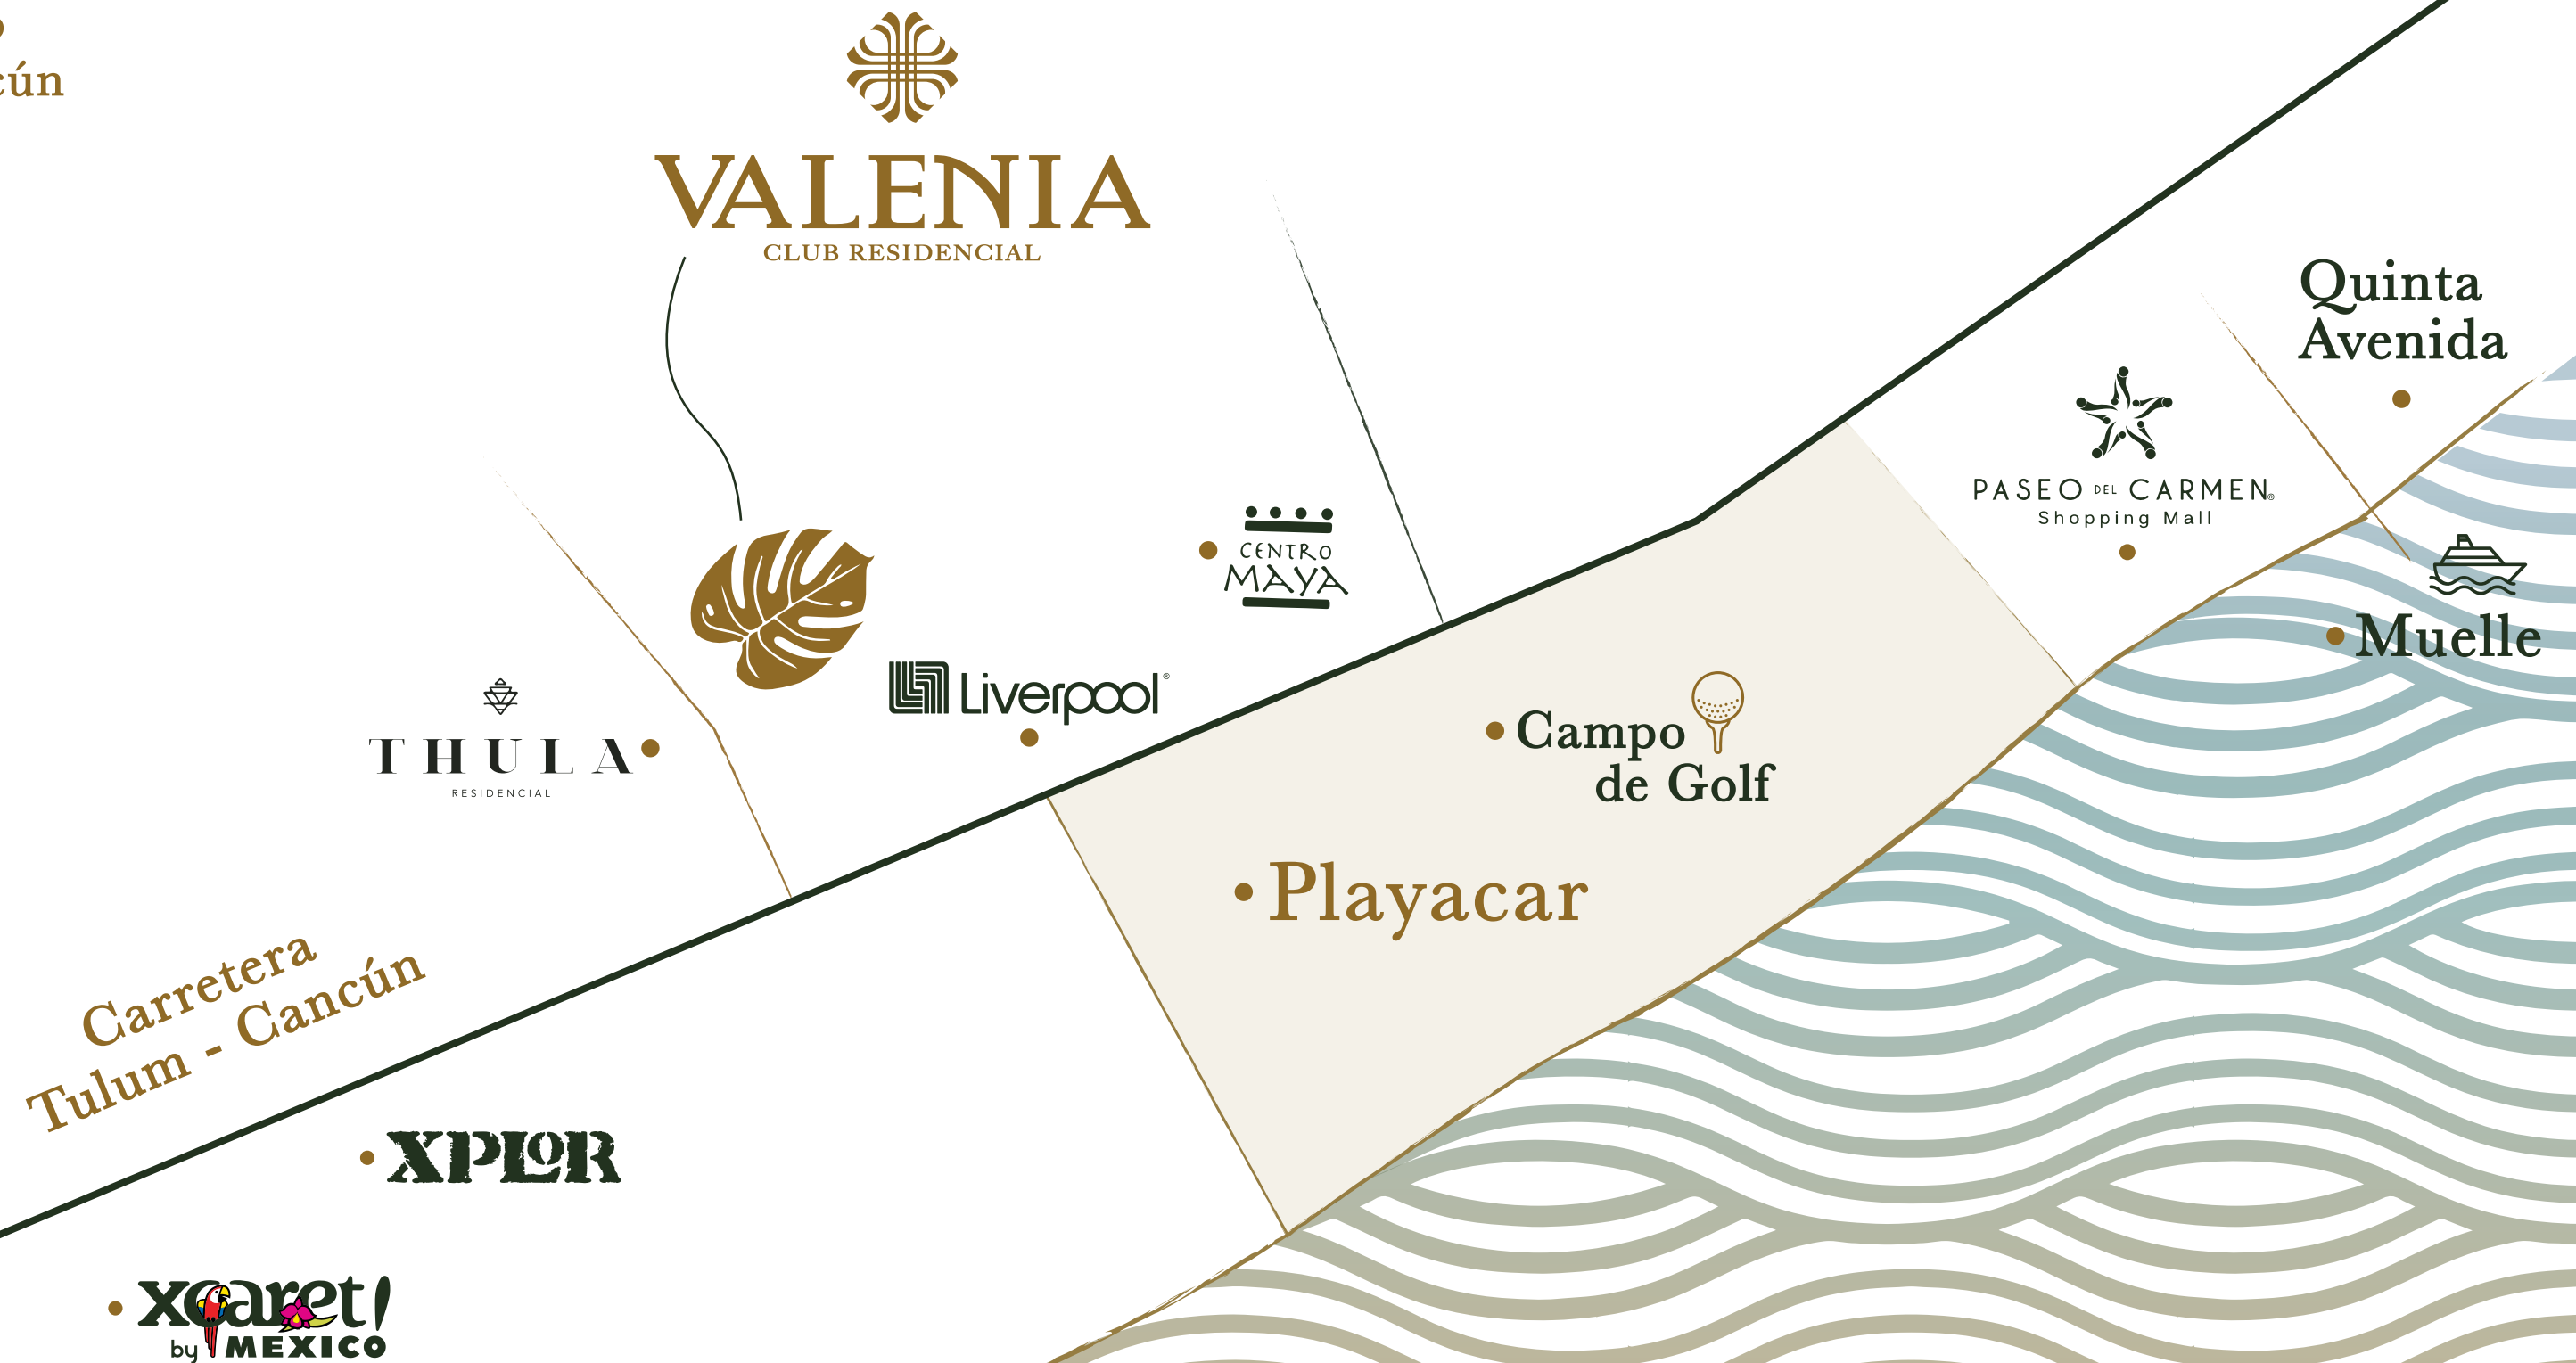 cún
VALENIA
CLUB RESIDENCIAL
Quinta
Avenida
PASEO DEL CARMEN®
Shopping Mall
CENTRO
MAYA
Muelle
Liverpool®
THULA
RESIDENCIAL
Campo
de Golf
Playacar
Carretera
Tulum - Cancún
XPLOR
xcaret!
by MEXICO